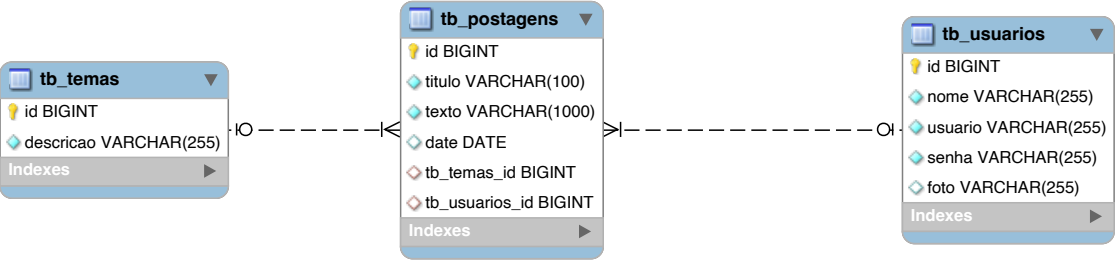 tb_temas
id BIGINT
descricao VARCHAR(255)
Indexes
tb_postagens
id BIGINT
titulo VARCHAR(100)
texto VARCHAR(1000)
date DATE
tb_temas_id BIGINT
tb_usuarios_id BIGINT
Indexes
tb_usuarios
id BIGINT
nome VARCHAR(255)
usuario VARCHAR(255)
senha VARCHAR(255)
foto VARCHAR(255)
Indexes